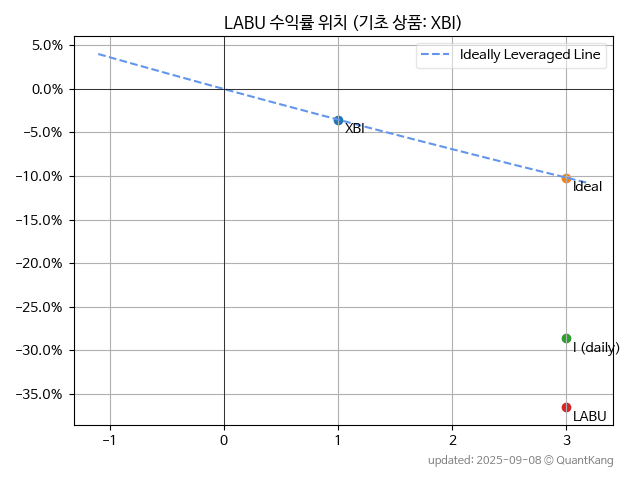 LABU 수익률 위치 (기초 상품: XBI)
Ideally Leveraged Line
5.0%
0.0%
−5.0%
−10.0%
−15.0%
−20.0%
−25.0%
−30.0%
−35.0%
XBI
Ideal
I (daily)
LABU
−1
0
1
2
3
updated: 2025-09-08 © QuantKang